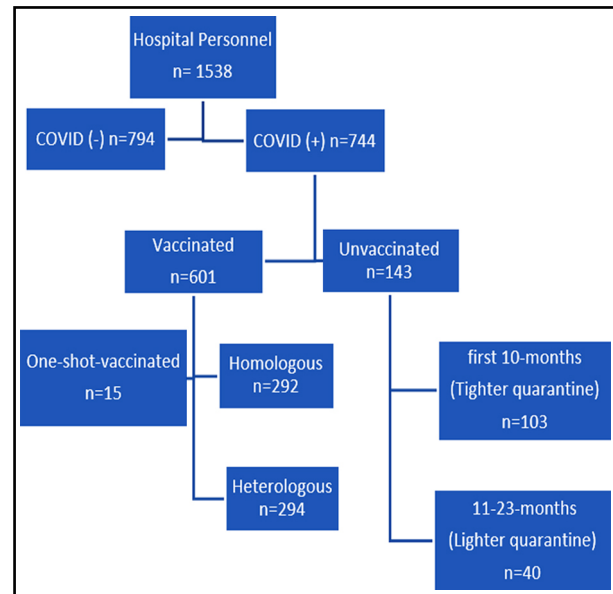 Hospital Personnel
n= 1538
COVID (-) n=794
COVID (+) n=744
Vaccinated
n=601
Unvaccinated
n=143
One-shot-vaccinated
n=15
Homologous
n=292
Heterologous
n=294
first 10-months
(Tighter quarantine)
n=103
11-23-months
(Lighter quarantine)
n=40